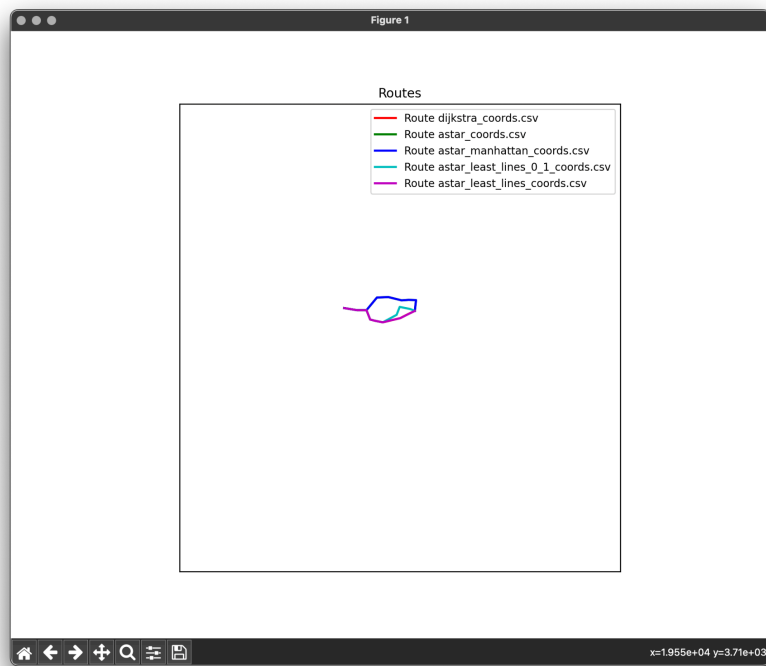 Figure 1
Routes
Route dijkstra_coords.csv
Route astar_coords.csv
Route astar_manhattan_coords.csv
Route astar_least_lines_0_1_coords.csv
Route astar_least_lines_coords.csv
x=1.955e+04 y=3.71e+03